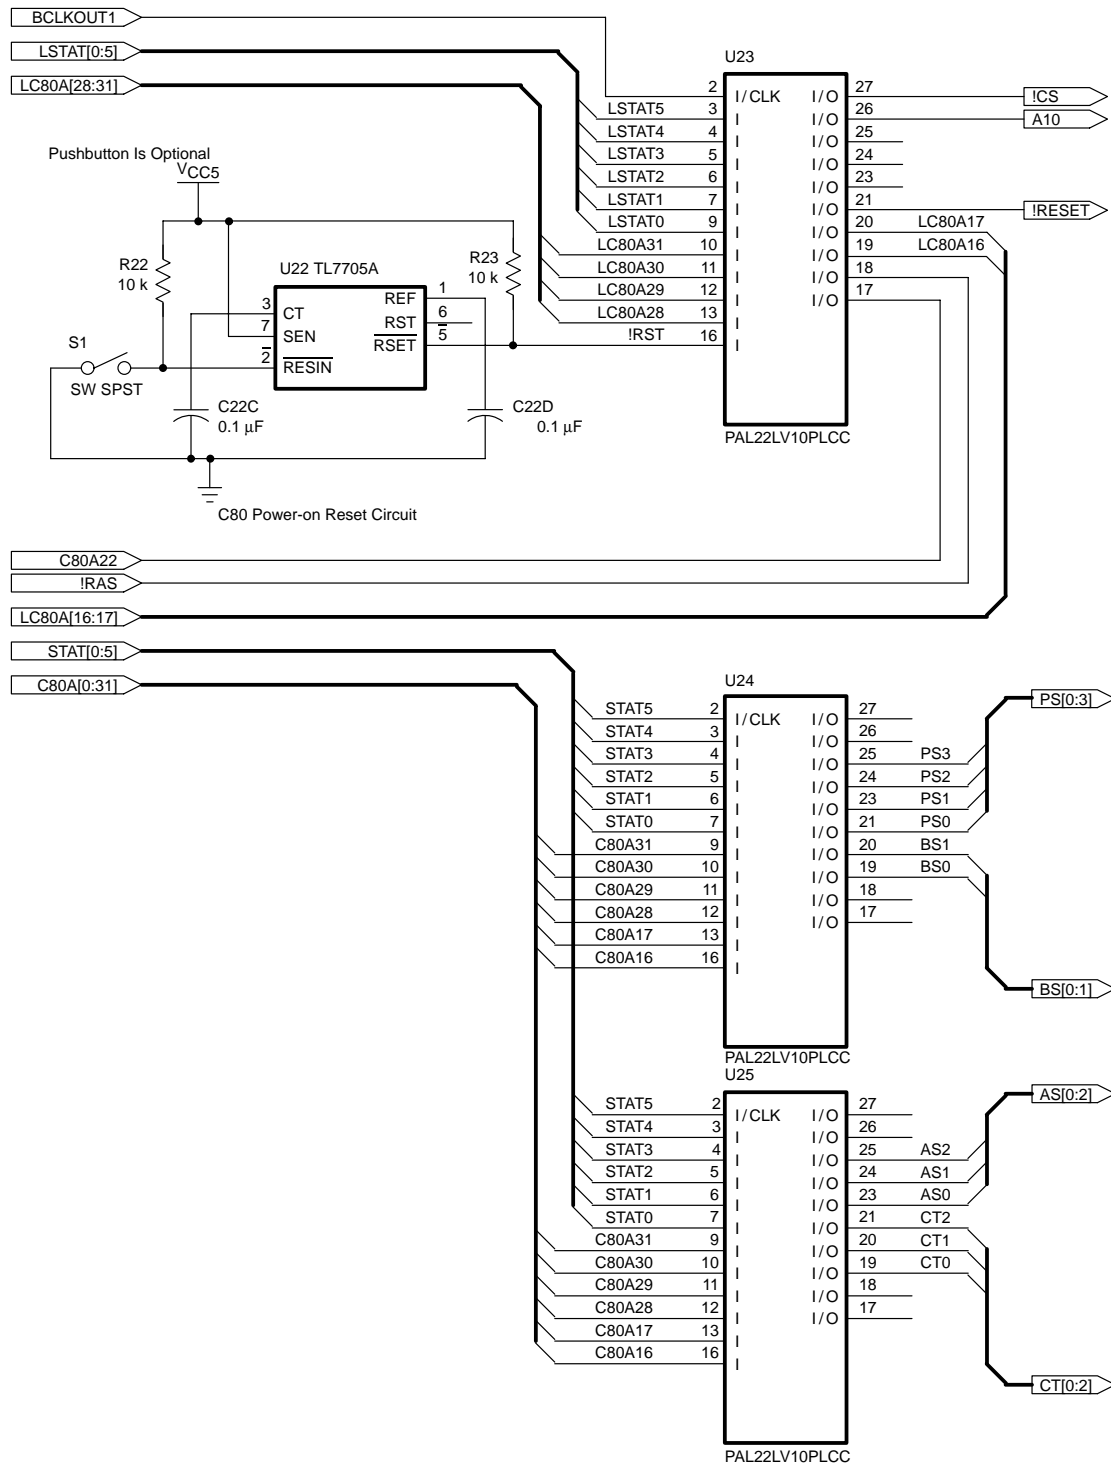 BCLKOUT1
LSTAT[0:5]
LC80A[28:31]
U23
2 I/CLK I/O 27 !CS
LSTAT5 3 I I/O 26 A10
LSTAT4 4 I I/O 25
LSTAT3 5 I I/O 24
LSTAT2 6 I I/O 23
LSTAT1 7 I I/O 21 !RESET
LSTAT0 9 I I/O 20 LC80A17
LC80A31 10 I I/O 19 LC80A16
LC80A30 11 I I/O 18
LC80A29 12 I I/O 17
LC80A28 13 I
!RST 16 I
PAL22LV10PLCC
Pushbutton Is Optional
VCC5
R22
10 k
R23
10 k
U22 TL7705A
3 CT REF 1
7 SEN RST 6
2 RESIN RSET 5
S1
SW SPST
C22C
0.1 µF
C22D
0.1 µF
C80 Power-on Reset Circuit
C80A22
!RAS
LC80A[16:17]
STAT[0:5]
C80A[0:31]
U24
STAT5 2 I/CLK I/O 27
STAT4 3 I I/O 26
STAT3 4 I I/O 25 PS3
STAT2 5 I I/O 24 PS2
STAT1 6 I I/O 23 PS1
STAT0 7 I I/O 21 PS0
C80A31 9 I I/O 20 BS1
C80A30 10 I I/O 19 BS0
C80A29 11 I I/O 18
C80A28 12 I I/O 17
C80A17 13 I
C80A16 16 I
PS[0:3]
BS[0:1]
PAL22LV10PLCC
U25
STAT5 2 I/CLK I/O 27
STAT4 3 I I/O 26
STAT3 4 I I/O 25 AS2
STAT2 5 I I/O 24 AS1
STAT1 6 I I/O 23 AS0
STAT0 7 I I/O 21 CT2
C80A31 9 I I/O 20 CT1
C80A30 10 I I/O 19 CT0
C80A29 11 I I/O 18
C80A28 12 I I/O 17
C80A17 13 I
C80A16 16 I
AS[0:2]
CT[0:2]
PAL22LV10PLCC